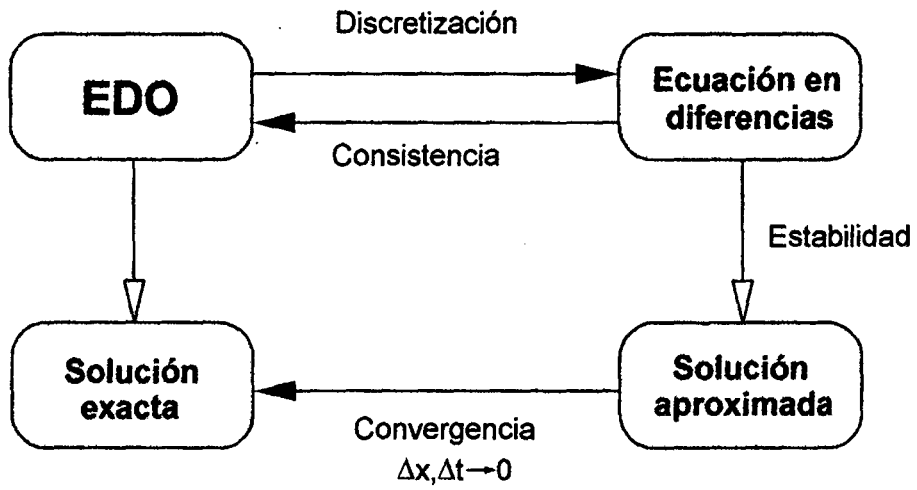 Discretización
EDO
Ecuación en
diferencias
Consistencia
Estabilidad
Solución
exacta
Solución
aproximada
Convergencia
Δx,Δt→0